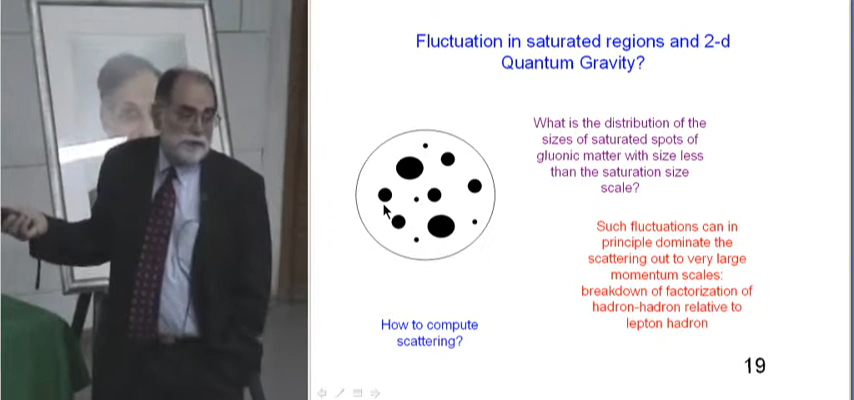 Fluctuation in saturated regions and 2-d
Quantum Gravity?
What is the distribution of the
sizes of saturated spots of
gluonic matter with size less
than the saturation size
scale?
Such fluctuations can in
principle dominate the
scattering out to very large
momentum scales:
breakdown of factorization of
hadron-hadron relative to
lepton hadron
How to compute
scattering?
19